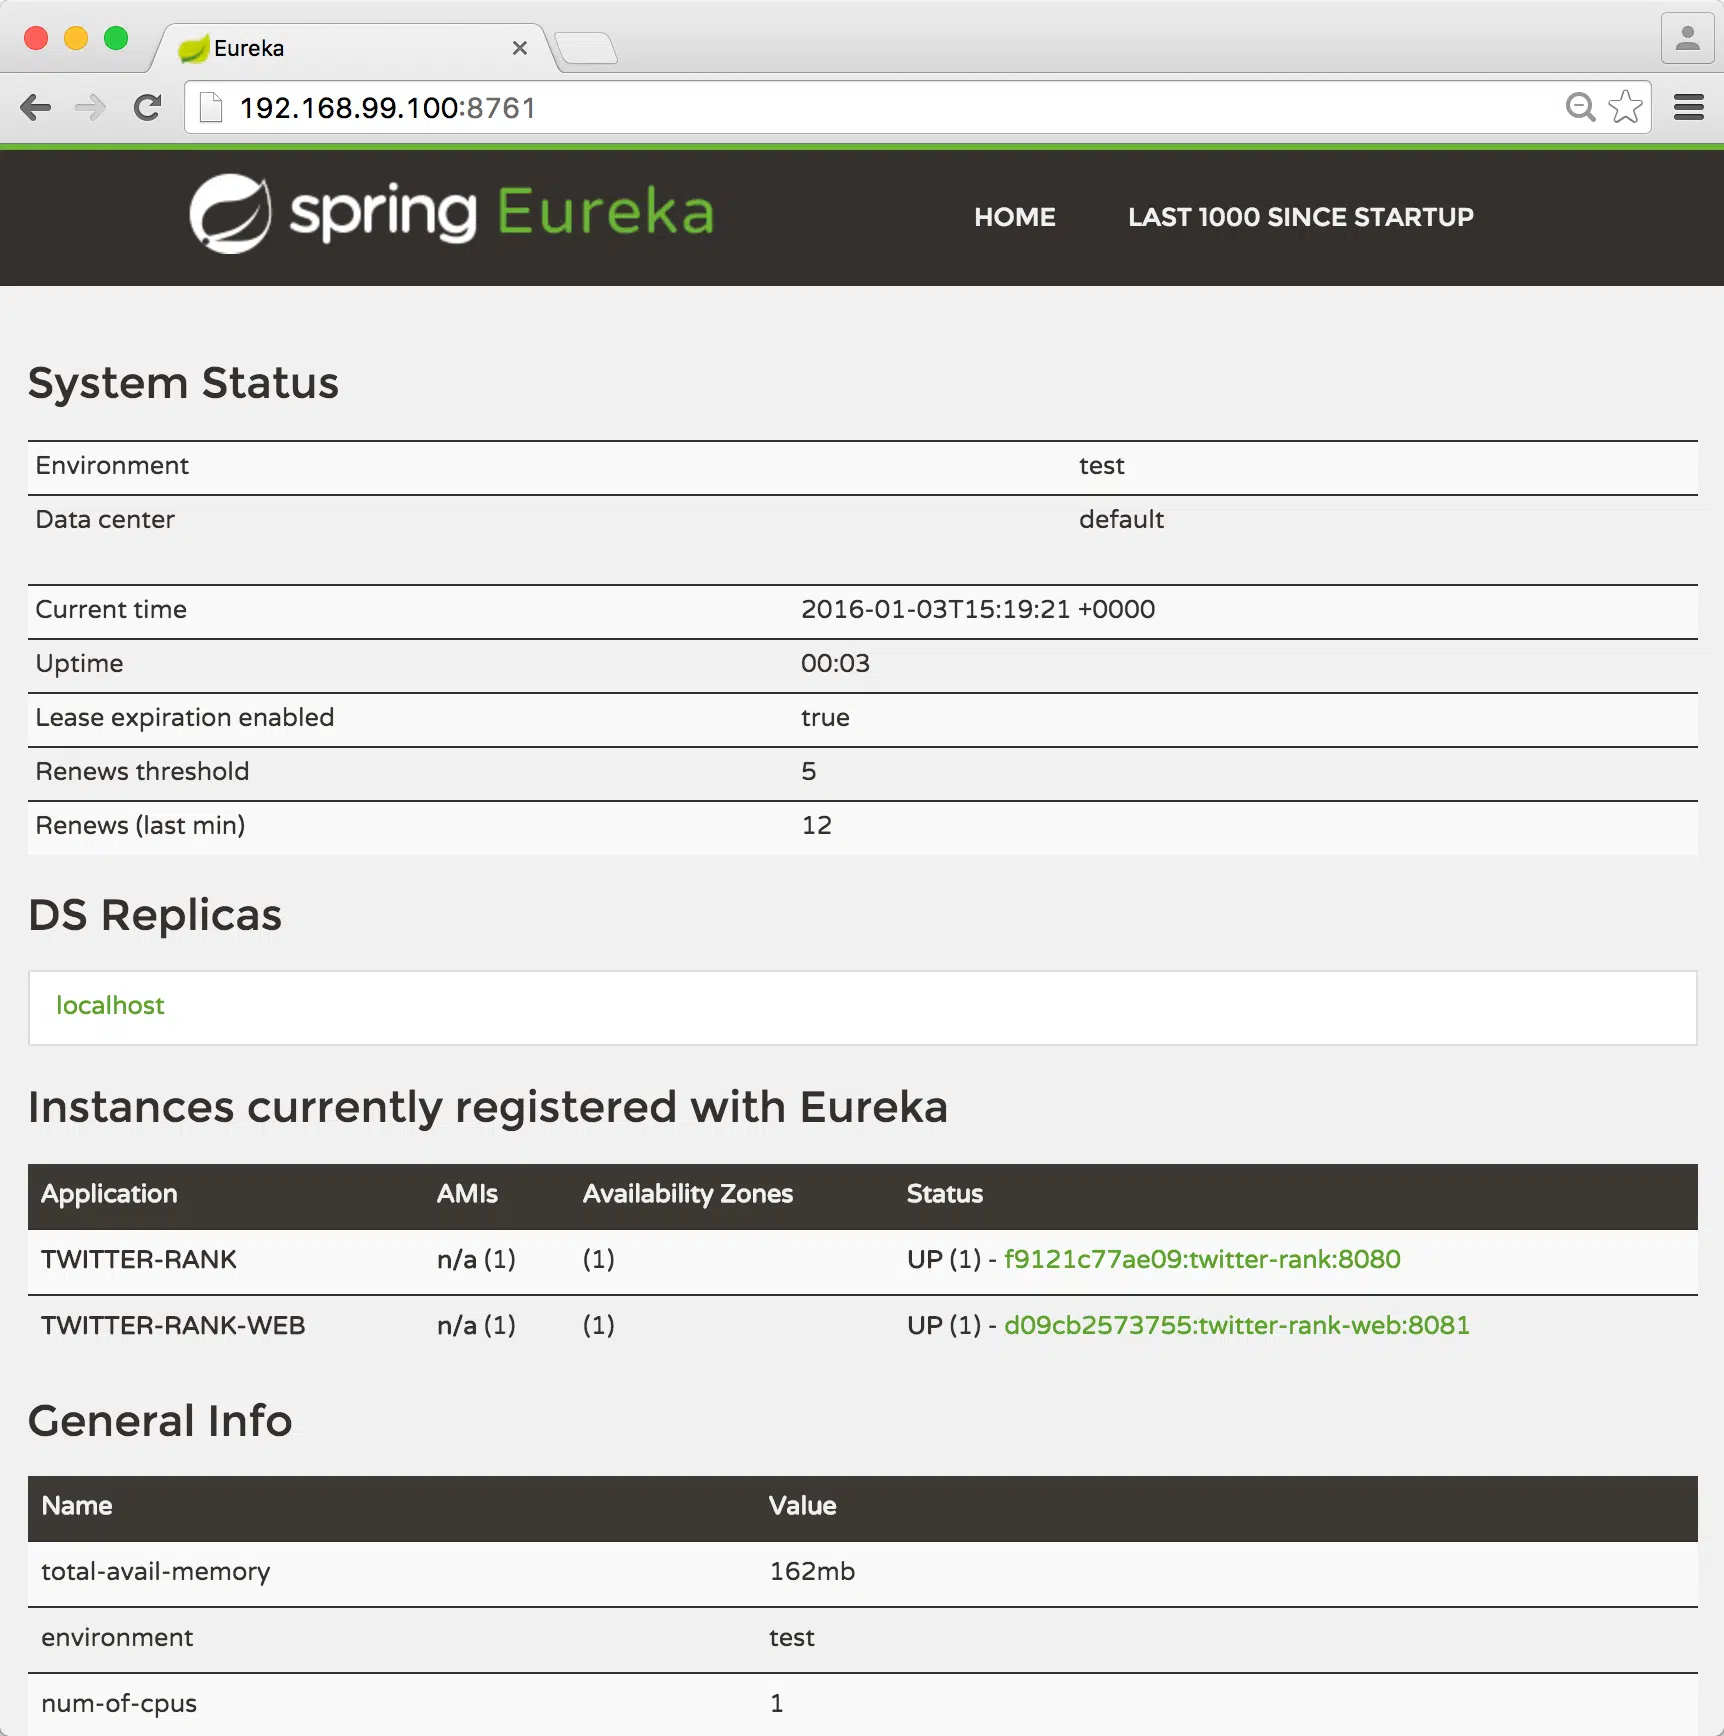 Eureka
192.168.99.100:8761
spring Eureka
HOME LAST 1000 SINCE STARTUP
System Status
Environment test
Data center default
Current time 2016-01-03T15:19:21 +0000
Uptime 00:03
Lease expiration enabled true
Renews threshold 5
Renews (last min) 12
DS Replicas
localhost
Instances currently registered with Eureka
Application AMIs Availability Zones Status
TWITTER-RANK n/a (1) (1) UP (1) - f9121c77ae09:twitter-rank:8080
TWITTER-RANK-WEB n/a (1) (1) UP (1) - d09cb2573755:twitter-rank-web:8081
General Info
Name Value
total-avail-memory 162mb
environment test
num-of-cpus 1